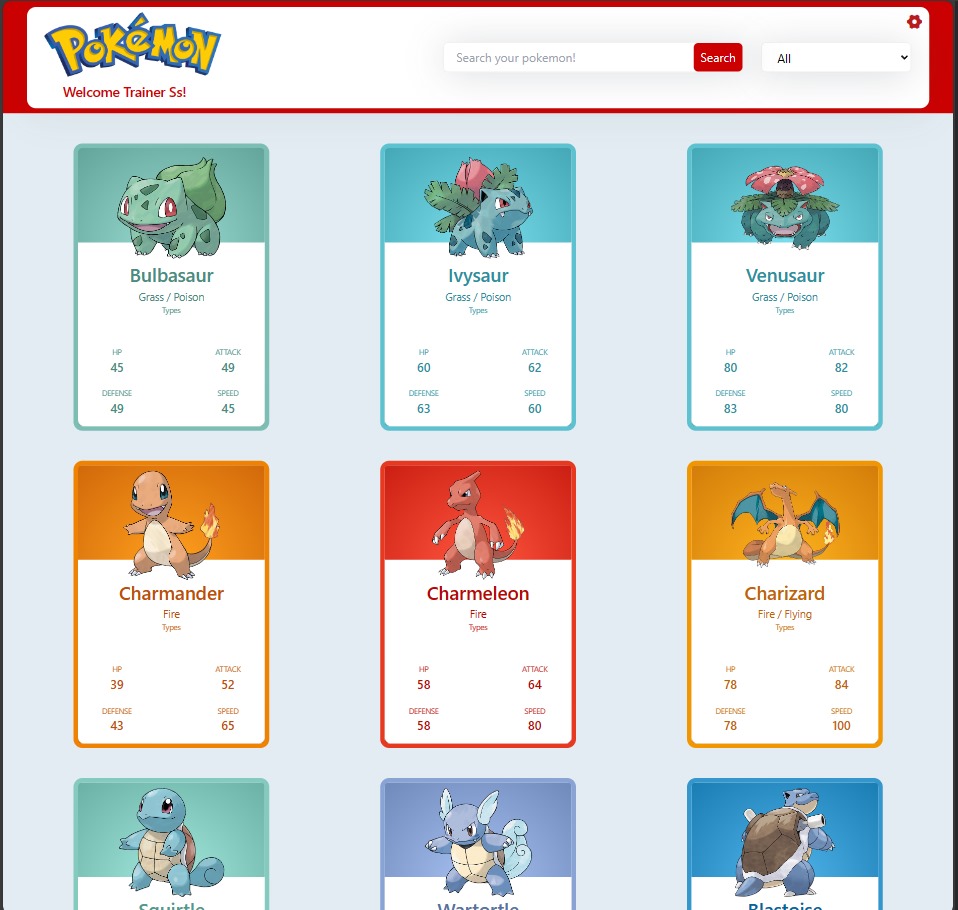 Pokémon
Welcome Trainer Ss!
Search your pokemon!
Search
All
Bulbasaur
Grass / Poison
Types
HP ATTACK
45 49
DEFENSE SPEED
49 45
Ivysaur
Grass / Poison
Types
HP ATTACK
60 62
DEFENSE SPEED
63 60
Venusaur
Grass / Poison
Types
HP ATTACK
80 82
DEFENSE SPEED
83 80
Charmander
Fire
Types
HP ATTACK
39 52
DEFENSE SPEED
43 65
Charmeleon
Fire
Types
HP ATTACK
58 64
DEFENSE SPEED
58 80
Charizard
Fire / Flying
Types
HP ATTACK
78 84
DEFENSE SPEED
78 100
Squirtle
Wartortle
Blastoise